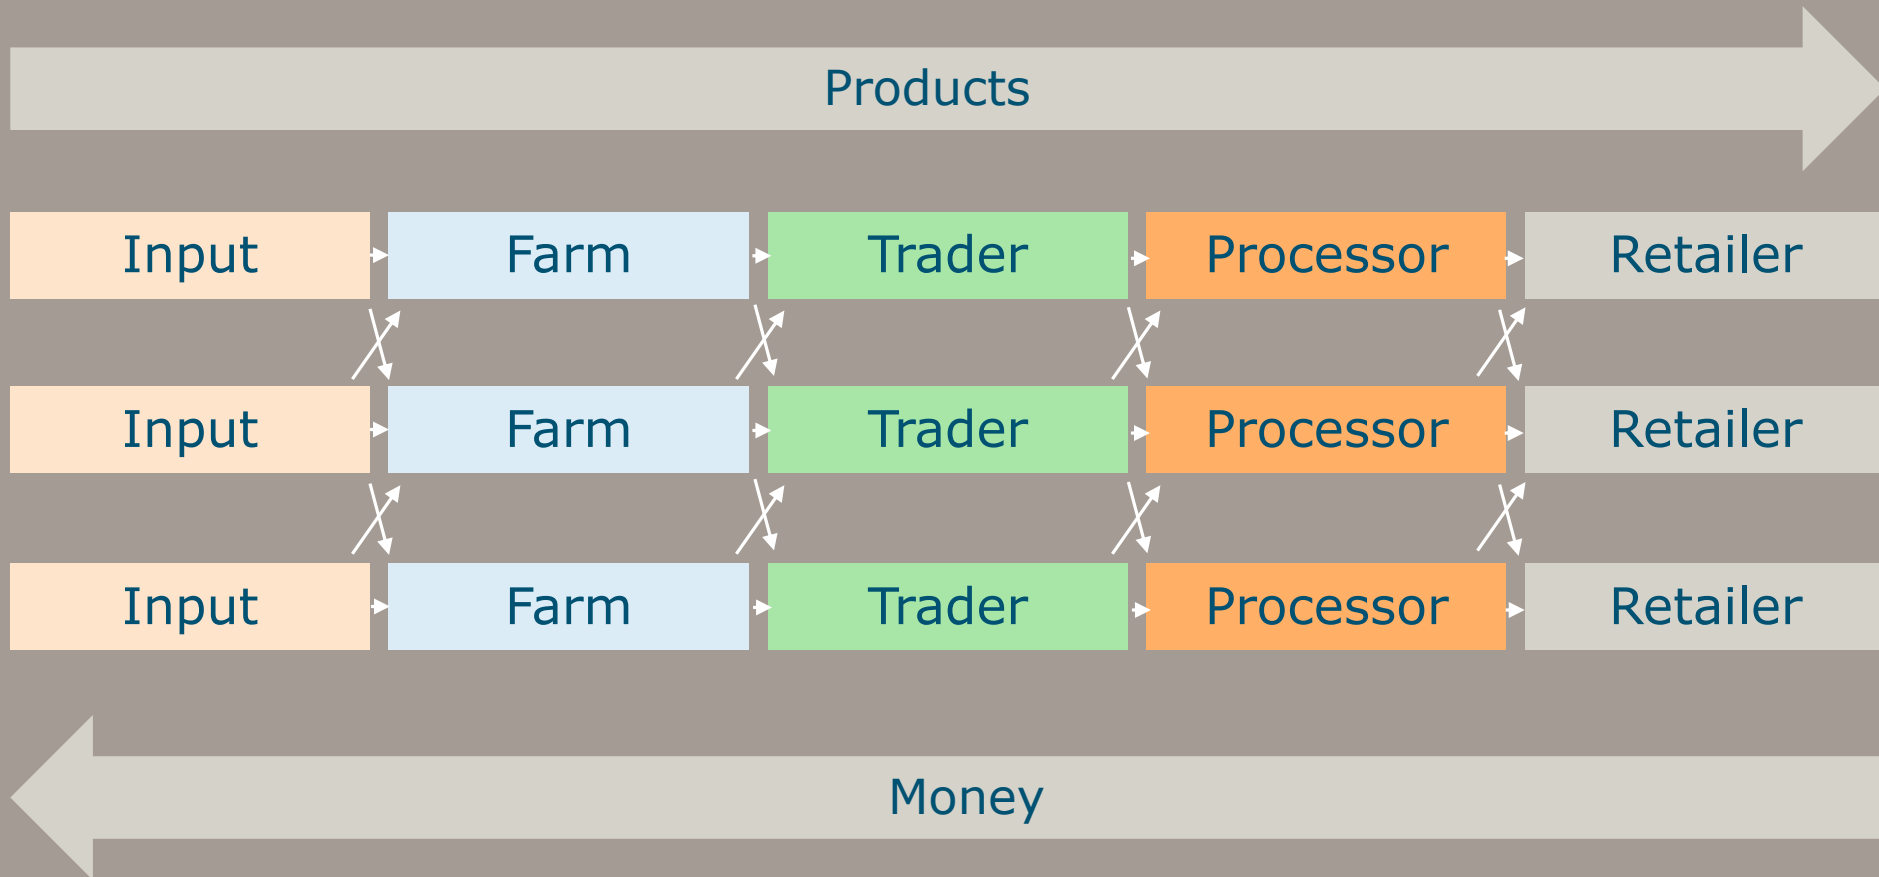 Products
Input Farm Trader Processor Retailer
Input Farm Trader Processor Retailer
Input Farm Trader Processor Retailer
Money